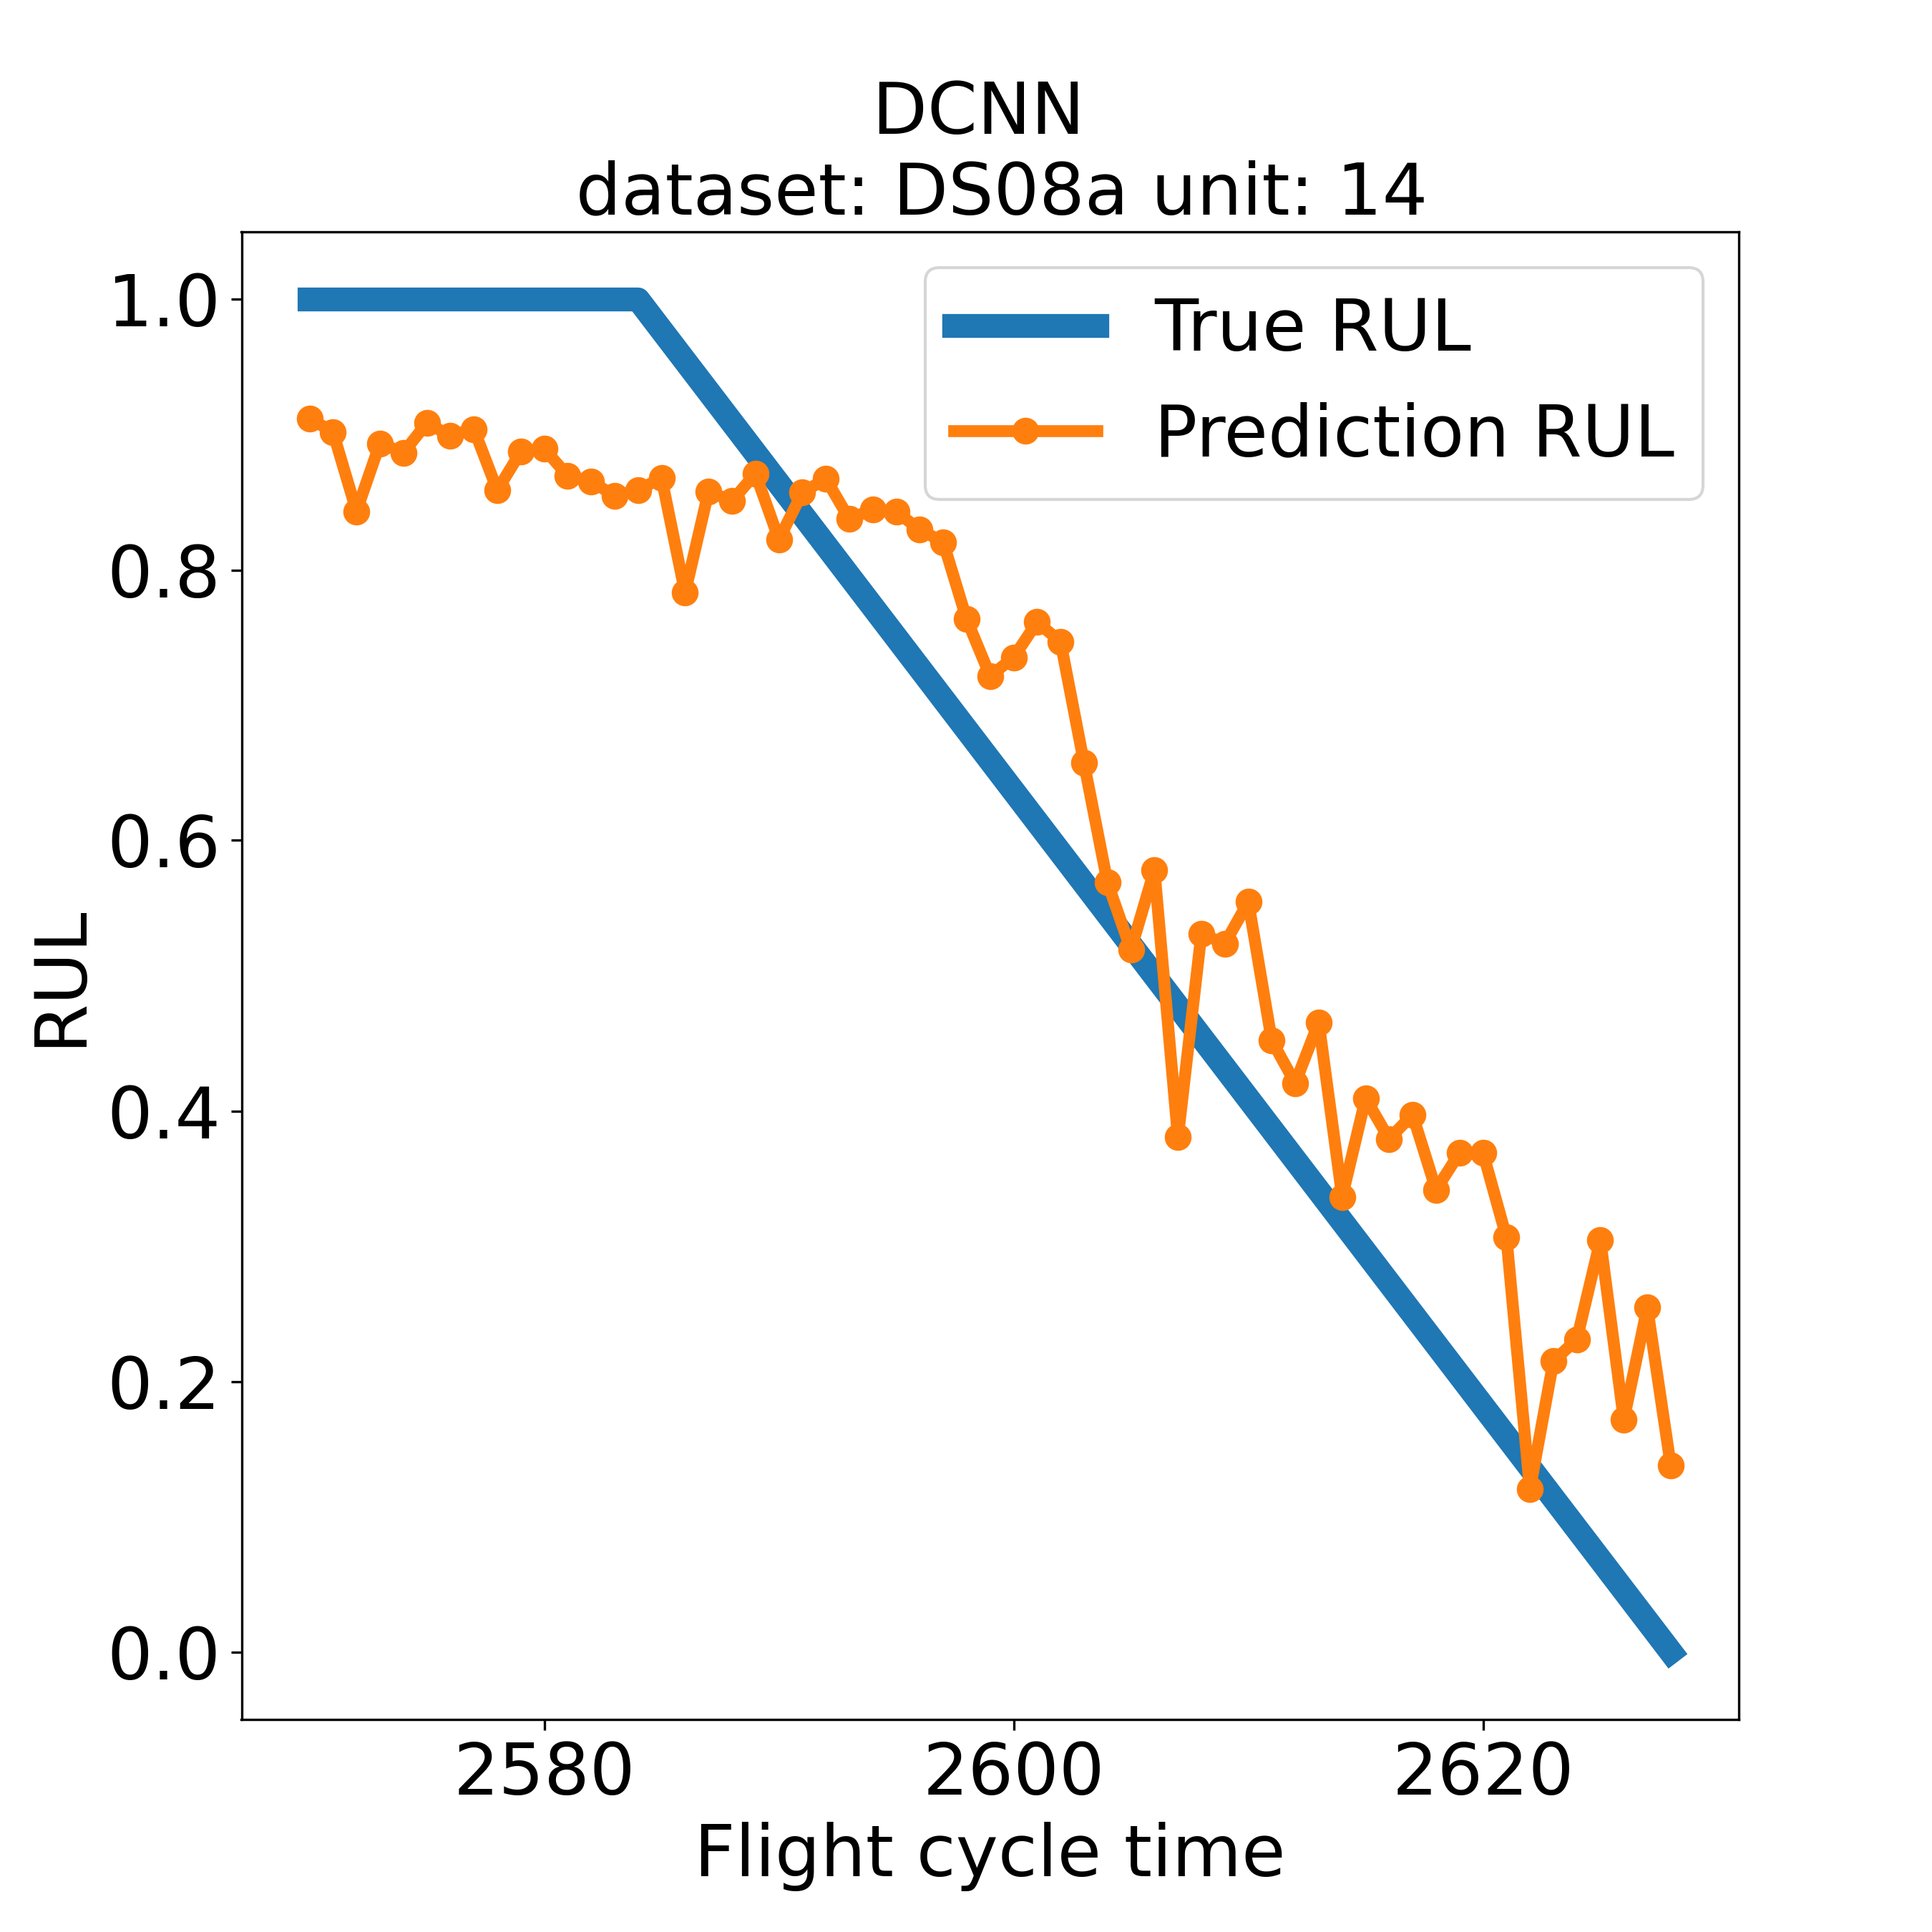 DCNN
dataset: DS08a unit: 14
True RUL
Prediction RUL
1.0
0.8
0.6
0.4
0.2
0.0
RUL
2580 2600 2620
Flight cycle time